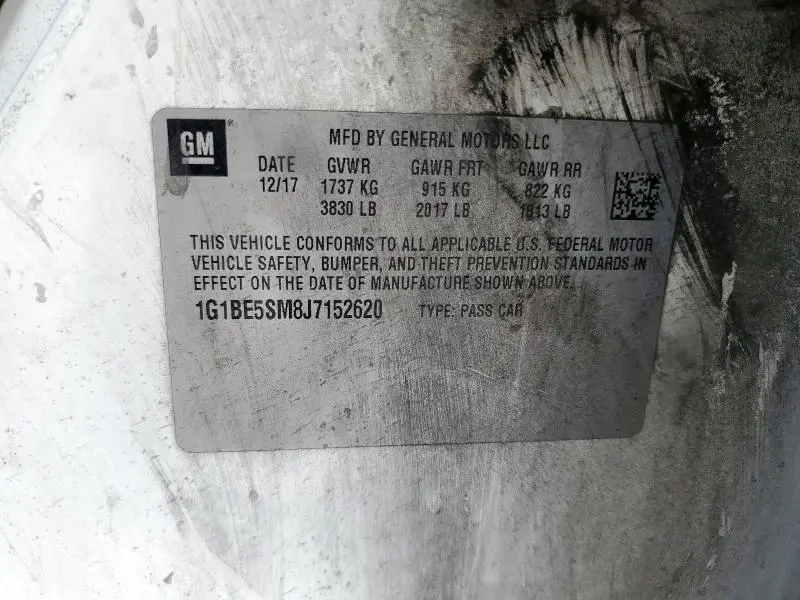 GM ®
MFD BY GENERAL MOTORS LLC
DATE GVWR GAWR FRT GAWR RR
12/17 1737 KG 915 KG 822 KG
3830 LB 2017 LB 1813 LB
THIS VEHICLE CONFORMS TO ALL APPLICABLE U.S. FEDERAL MOTOR
VEHICLE SAFETY, BUMPER, AND THEFT PREVENTION STANDARDS IN
EFFECT ON THE DATE OF MANUFACTURE SHOWN ABOVE.
1G1BE5SM8J7152620 TYPE: PASS CAR